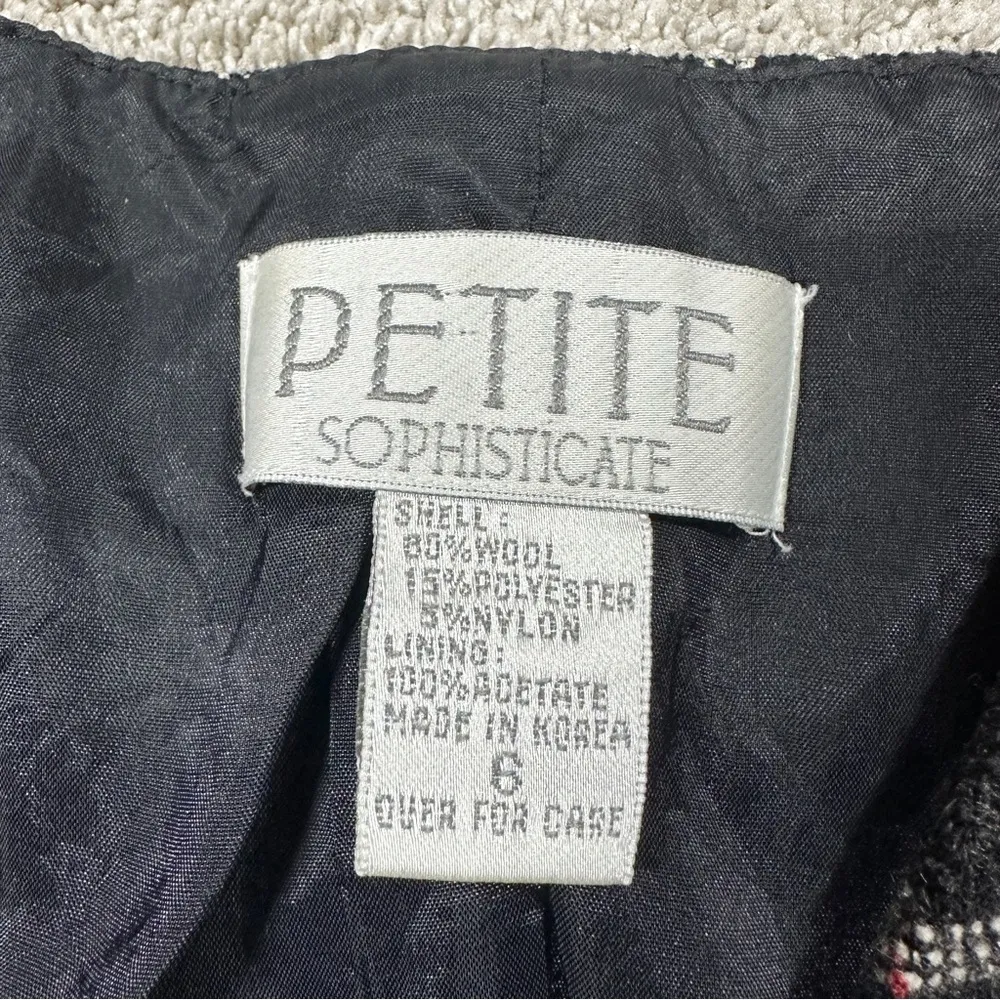 PETITE
SOPHISTICATE
SHELL:
80%WOOL
15%POLYESTER
5%NYLON
LINING:
100%ACETATE
MADE IN KOREA
6
OVER FOR CARE